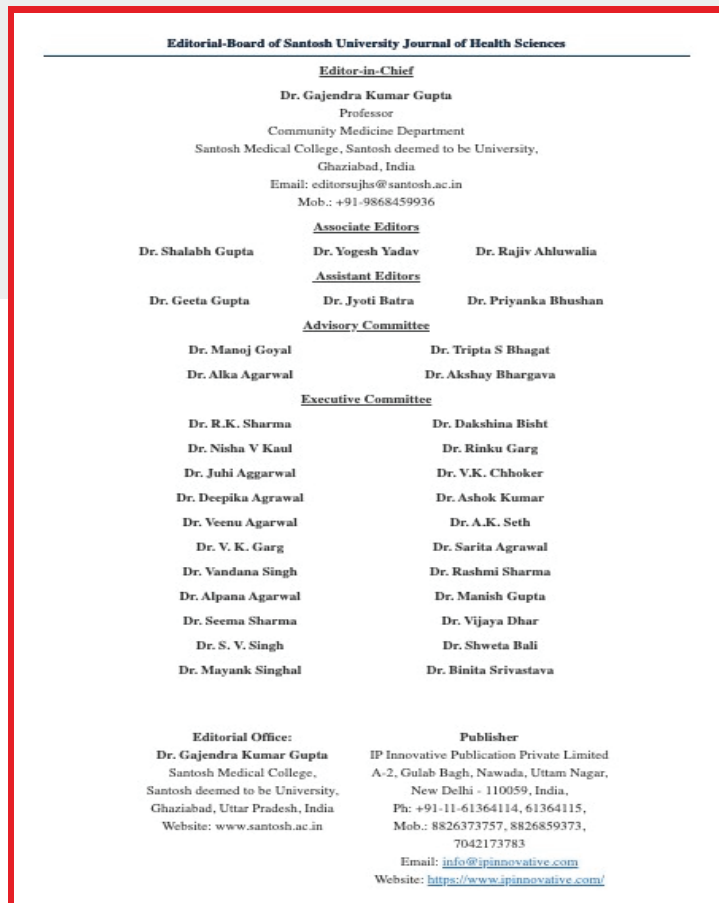 Editorial-Board of Santosh University Journal of Health Sciences
Editor-in-Chief
Dr. Gajendra Kumar Gupta
Professor
Community Medicine Department
Santosh Medical College, Santosh deemed to be University,
Ghaziabad, India
Email: editorsujhs@santosh.ac.in
Mob.: +91-9868459936
Associate Editors
Dr. Shalabh Gupta Dr. Yogesh Yadav Dr. Rajiv Ahluwalia
Assistant Editors
Dr. Geeta Gupta Dr. Jyoti Batra Dr. Priyanka Bhushan
Advisory Committee
Dr. Manoj Goyal Dr. Tripta S Bhagat
Dr. Alka Agarwal Dr. Akshay Bhargava
Executive Committee
Dr. R.K. Sharma Dr. Dakshina Bisht
Dr. Nisha V Kaul Dr. Rinku Garg
Dr. Juhi Aggarwal Dr. V.K. Chhoker
Dr. Deepika Agrawal Dr. Ashok Kumar
Dr. Veenu Agarwal Dr. A.K. Seth
Dr. V. K. Garg Dr. Sarita Agrawal
Dr. Vandana Singh Dr. Rashmi Sharma
Dr. Alpana Agarwal Dr. Manish Gupta
Dr. Seema Sharma Dr. Vijaya Dhar
Dr. S. V. Singh Dr. Shweta Bali
Dr. Mayank Singhal Dr. Binita Srivastava
Editorial Office:
Dr. Gajendra Kumar Gupta
Santosh Medical College,
Santosh deemed to be University,
Ghaziabad, Uttar Pradesh, India
Website: www.santosh.ac.in
Publisher
IP Innovative Publication Private Limited
A-2, Gulab Bagh, Nawada, Uttam Nagar,
New Delhi - 110059, India,
Ph: +91-11-61364114, 61364115,
Mob.: 8826373757, 8826859373,
7042173783
Email: info@ipinnovative.com
Website: https://www.ipinnovative.com/